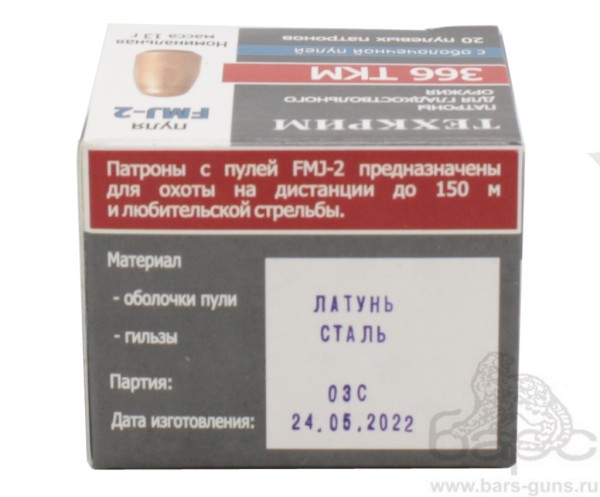 ТЕХКРИМ
ПАТРОНЫ
ДЛЯ ГЛАДКОСТВОЛЬНОГО
ОРУЖИЯ
366 ТКМ
с оболочечной пулей
20 пулевых патронов
ПУЛЯ
FMJ-2
Номинальная
масса 13 г
Патроны с пулей FMJ-2 предназначены
для охоты на дистанции до 150 м
и любительской стрельбы.
Материал
- оболочки пули ЛАТУНЬ
- гильзы СТАЛЬ
Партия: 03С
Дата изготовления: 24.05.2022
барс
www.bars-guns.ru